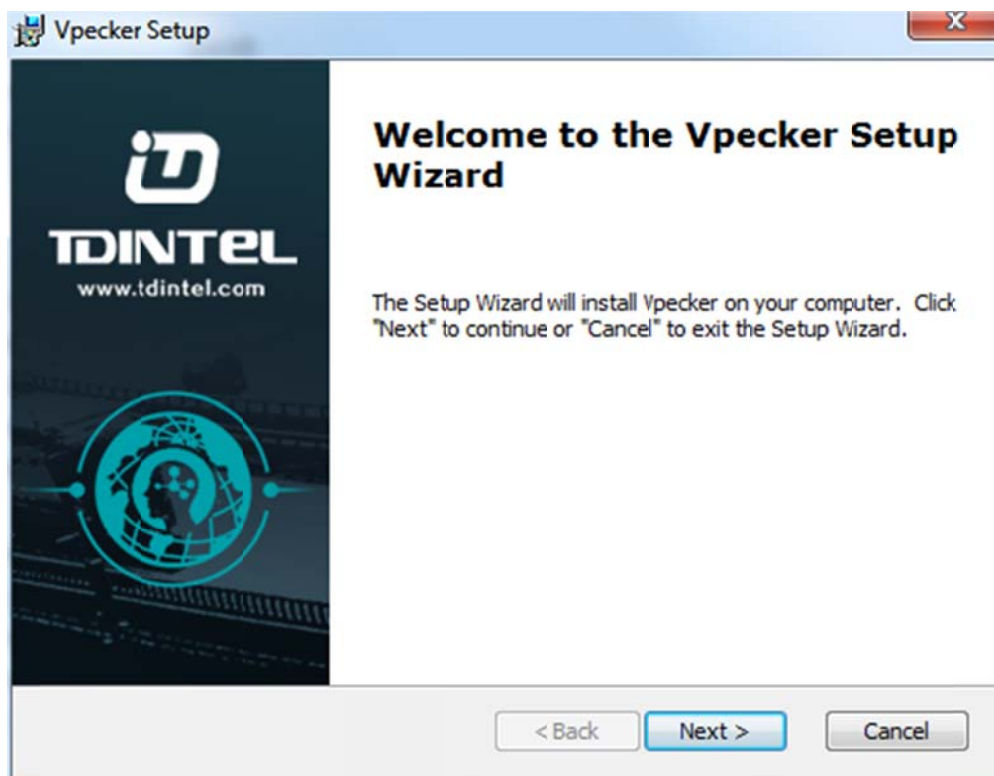 Vpecker Setup
TDINTEL
www.tdintel.com
Welcome to the Vpecker Setup
Wizard
The Setup Wizard will install Vpecker on your computer. Click
"Next" to continue or "Cancel" to exit the Setup Wizard.
< Back
Next >
Cancel